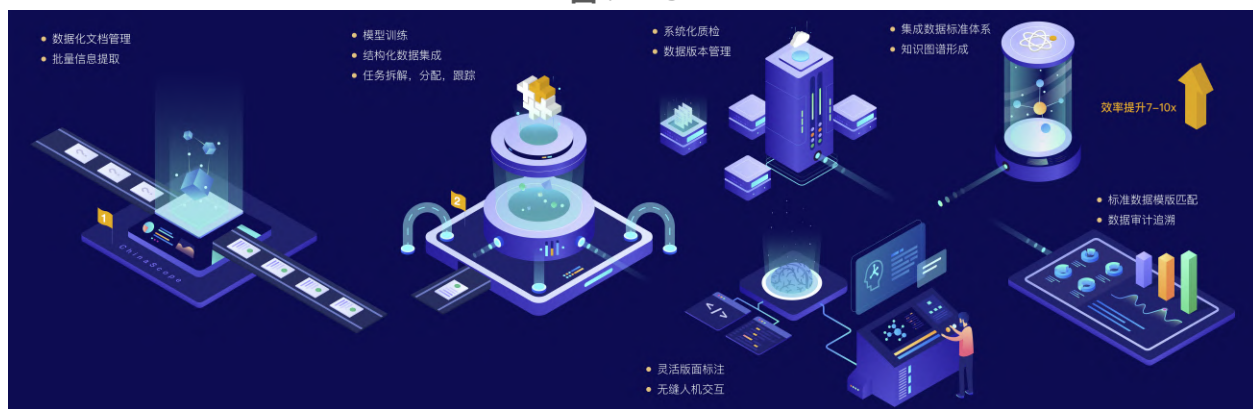 数据化文档管理
批量信息提取
模型训练
结构化数据集成
任务拆解，分配，跟踪
系统化质检
数据版本管理
集成数据标准体系
知识图谱形成
效率提升7-10x
1
ChinaScope
2
标准数据模版匹配
数据审计追溯
</>
灵活版面标注
无缝人机交互